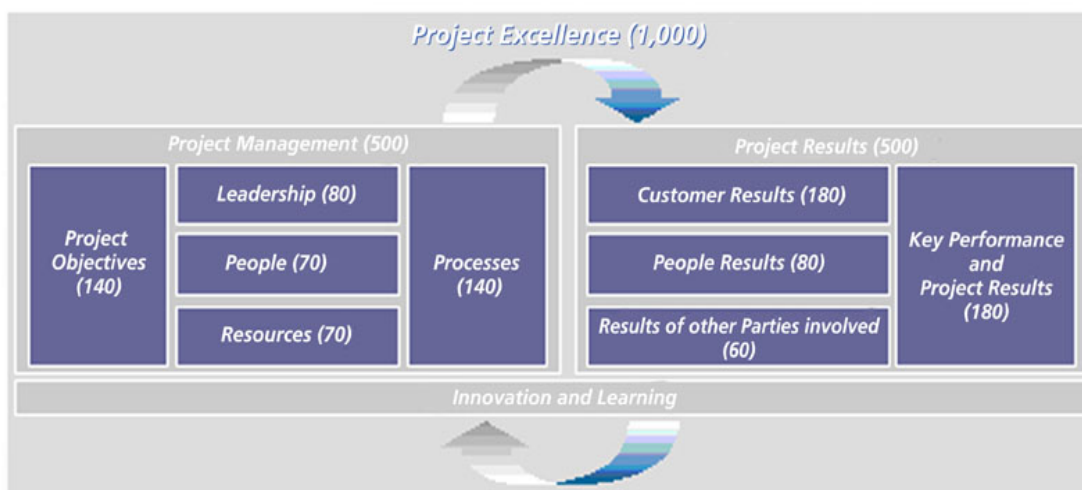 Project Excellence (1,000)
Project Management (500)
Project
Objectives
(140)
Leadership (80)
People (70)
Resources (70)
Processes
(140)
Project Results (500)
Customer Results (180)
People Results (80)
Results of other Parties involved
(60)
Key Performance
and
Project Results
(180)
Innovation and Learning